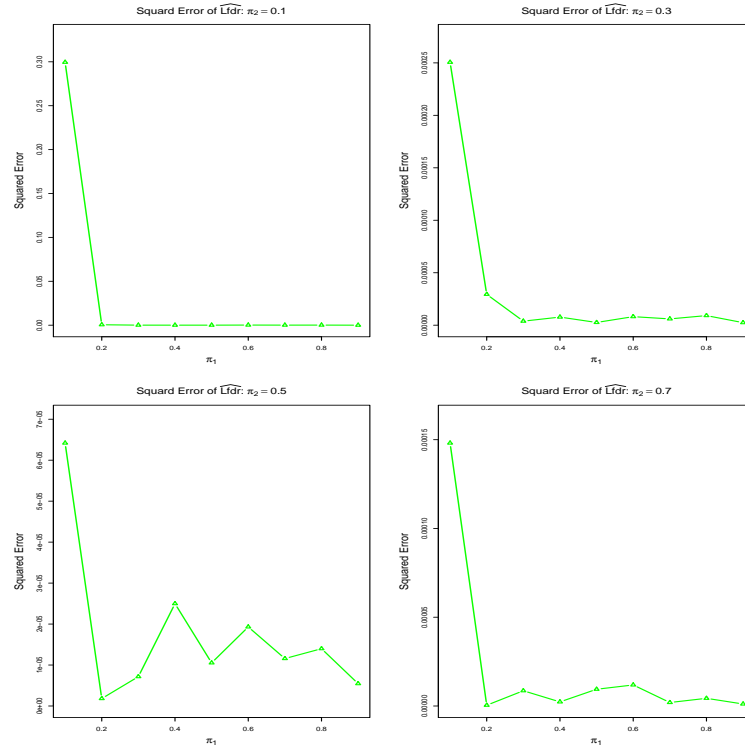 Squard Error of L͡fdr: π₂ = 0.1
Squared Error
0.30
0.25
0.20
0.15
0.10
0.05
0.00
0.2 0.4 0.6 0.8
π₁
Squard Error of L͡fdr: π₂ = 0.3
Squared Error
0.00025
0.00020
0.00015
0.00010
0.00005
0.00000
0.2 0.4 0.6 0.8
π₁
Squard Error of L͡fdr: π₂ = 0.5
Squared Error
7e-05
6e-05
5e-05
4e-05
3e-05
2e-05
1e-05
0e+00
0.2 0.4 0.6 0.8
π₁
Squard Error of L͡fdr: π₂ = 0.7
Squared Error
0.00015
0.00010
0.00005
0.00000
0.2 0.4 0.6 0.8
π₁